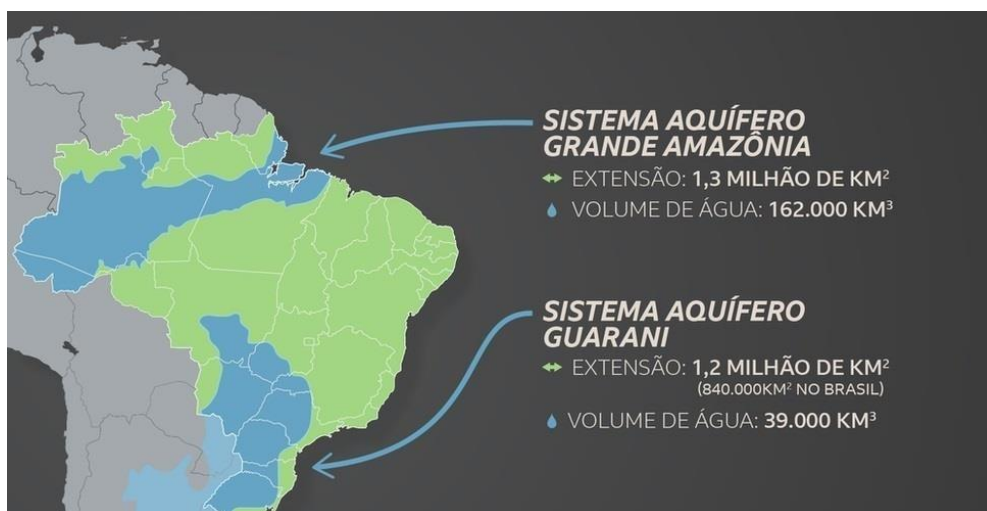 SISTEMA AQUÍFERO
GRANDE AMAZÔNIA
EXTENSÃO: 1,3 MILHÃO DE KM²
VOLUME DE ÁGUA: 162.000 KM³
SISTEMA AQUÍFERO
GUARANI
EXTENSÃO: 1,2 MILHÃO DE KM²
(840.000KM² NO BRASIL)
VOLUME DE ÁGUA: 39.000 KM³